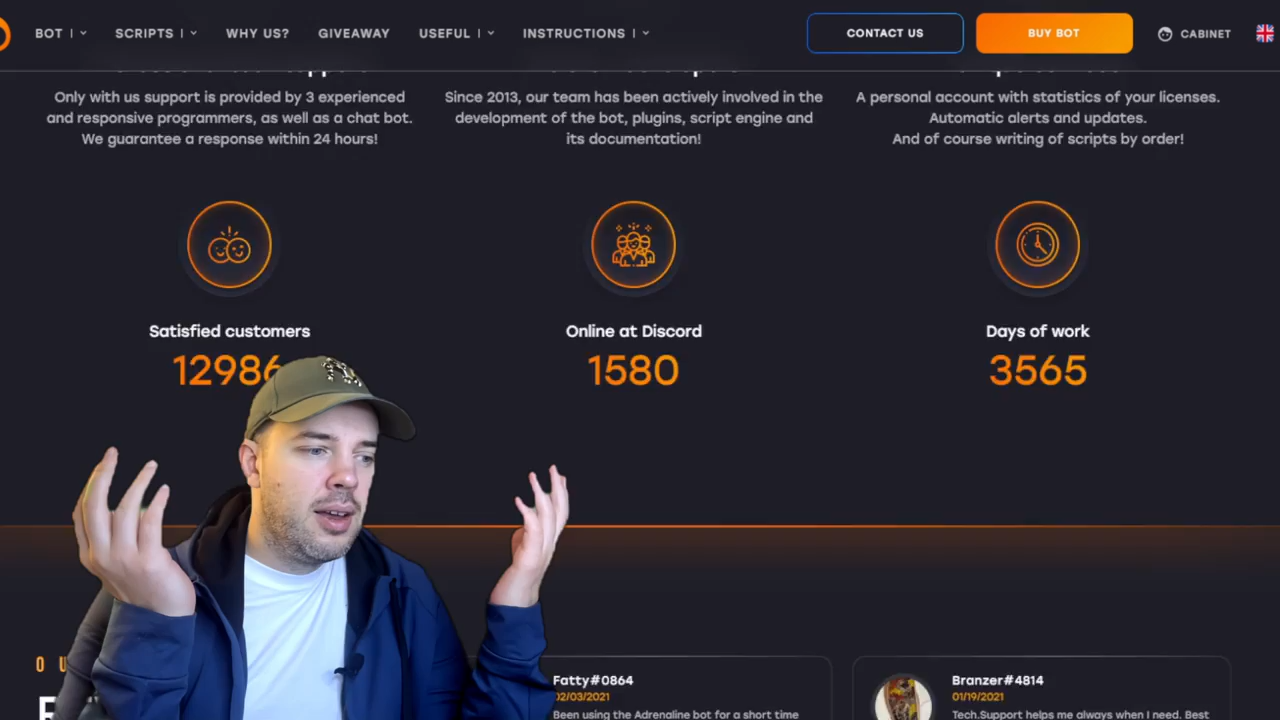 BOT
SCRIPTS
WHY US?
GIVEAWAY
USEFUL
INSTRUCTIONS
CONTACT US
BUY BOT
CABINET
Only with us support is provided by 3 experienced
and responsive programmers, as well as a chat bot.
We guarantee a response within 24 hours!
Since 2013, our team has been actively involved in the
development of the bot, plugins, script engine and
its documentation!
A personal account with statistics of your licenses.
Automatic alerts and updates.
And of course writing of scripts by order!
Satisfied customers
12986
Online at Discord
1580
Days of work
3565
Fatty#0864
02/03/2021
Been using the Adrenaline bot for a short time
Branzer#4814
01/19/2021
Tech.Support helps me always when I need. Best